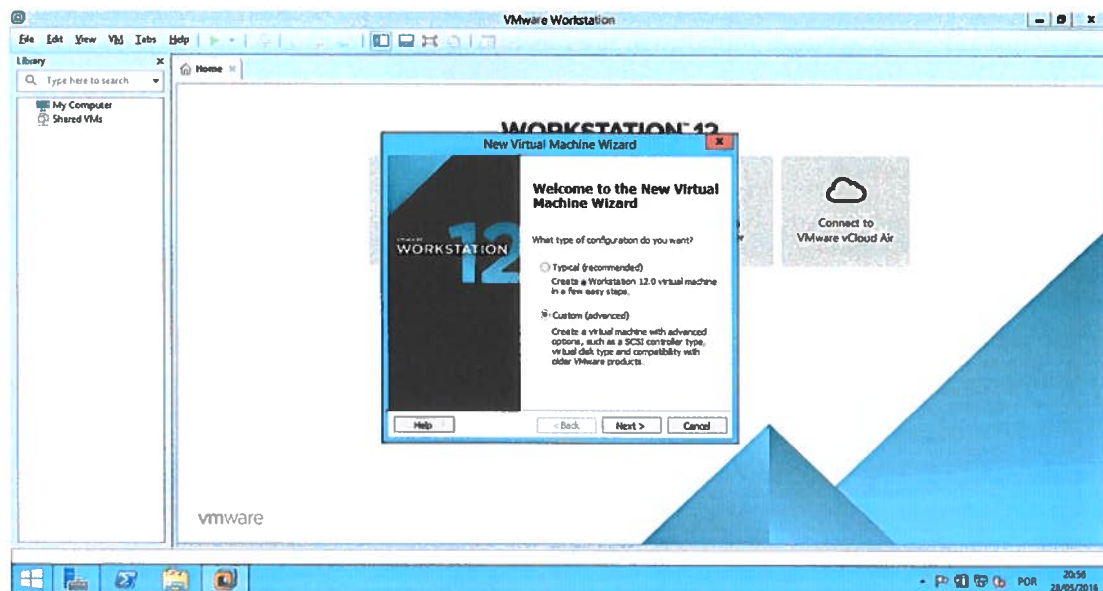 VMware Workstation
File Edit View VM Tabs Help
Library
Type here to search
My Computer
Shared VMs
Home
WORKSTATION 12
New Virtual Machine Wizard
WORKSTATION
12
Welcome to the New Virtual
Machine Wizard
What type of configuration do you want?
Typical (recommended)
Create a Workstation 12.0 virtual machine
in a few easy steps.
Custom (advanced)
Create a virtual machine with advanced
options, such as a SCSI controller type,
virtual disk type and compatibility with
older VMware products.
Help
< Back
Next >
Cancel
Connect to
VMware vCloud Air
vmware
POR
20:56
28/05/2016